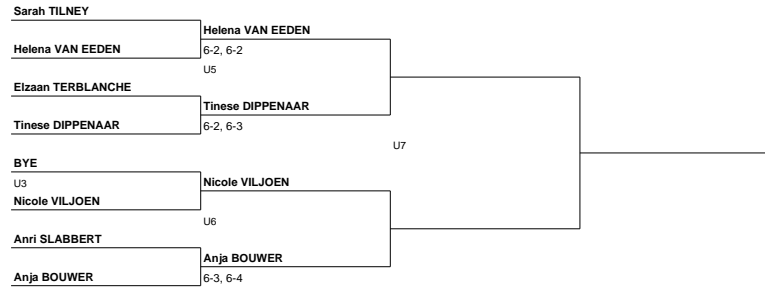 Sarah TILNEY
Helena VAN EEDEN
Helena VAN EEDEN
6-2, 6-2
U5
Elzaan TERBLANCHE
Tinese DIPPENAAR
Tinese DIPPENAAR
6-2, 6-3
U7
BYE
U3
Nicole VILJOEN
Nicole VILJOEN
U6
Anri SLABBERT
Anja BOUWER
Anja BOUWER
6-3, 6-4